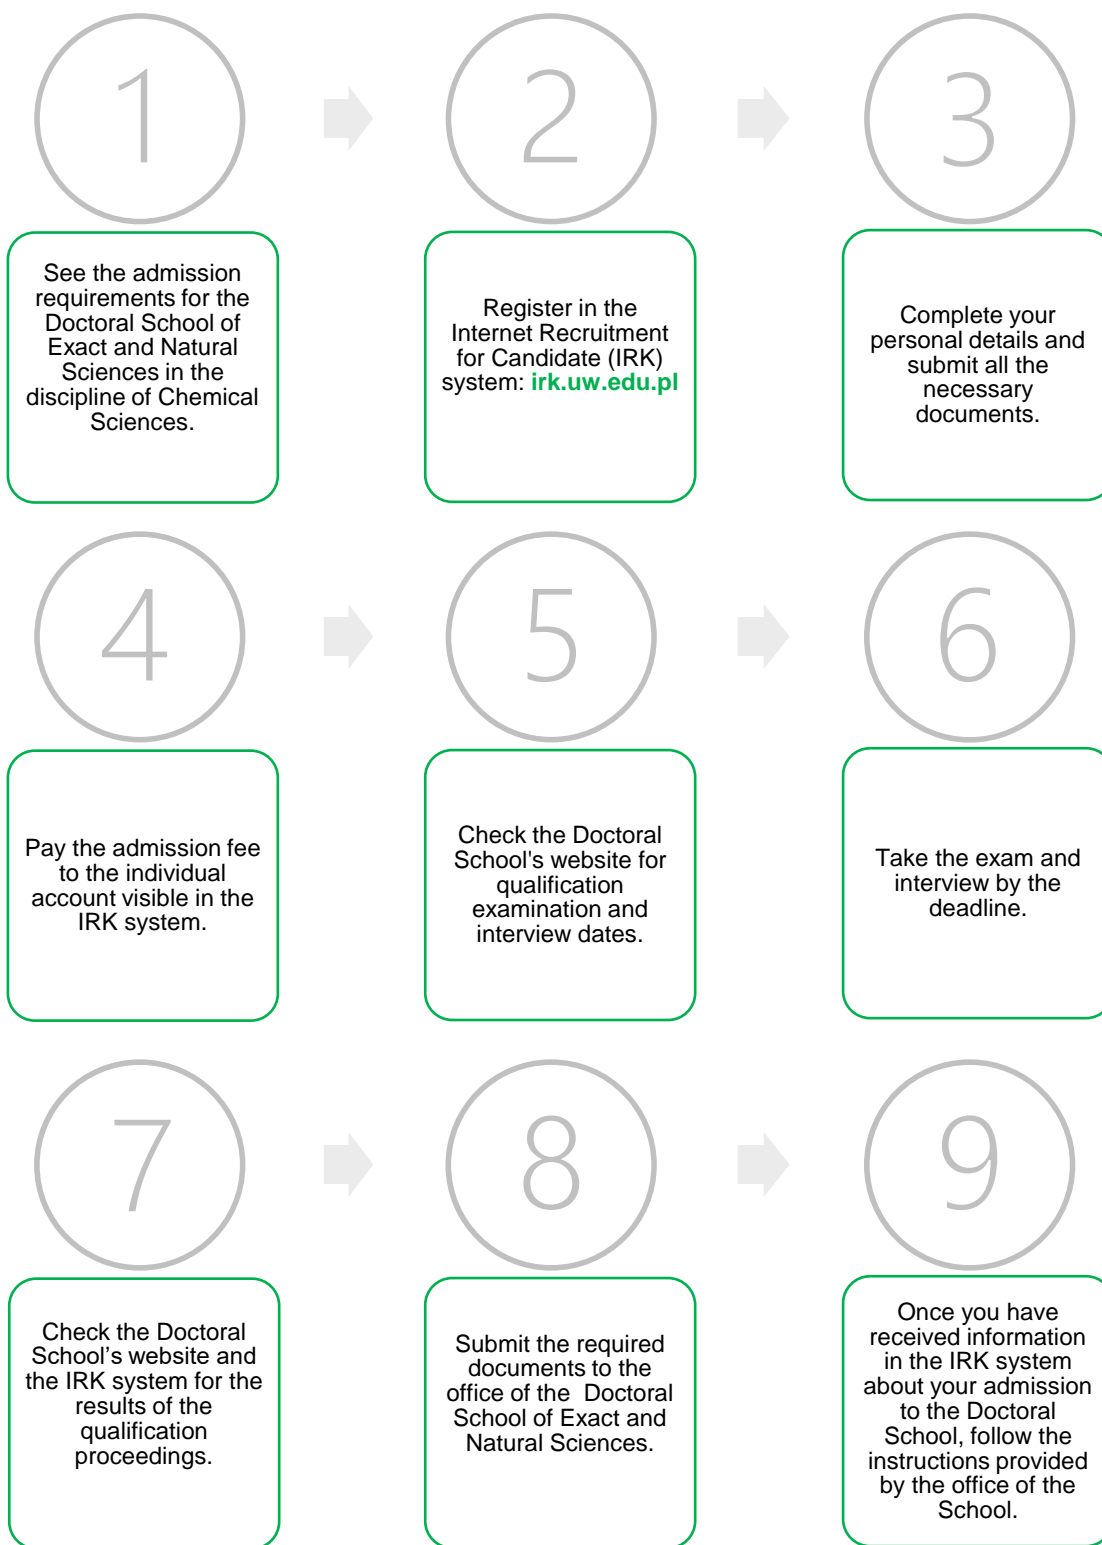 1
See the admission
requirements for the
Doctoral School of
Exact and Natural
Sciences in the
discipline of Chemical
Sciences.
2
Register in the
Internet Recruitment
for Candidate (IRK)
system: irk.uw.edu.pl
3
Complete your
personal details and
submit all the
necessary
documents.
4
Pay the admission fee
to the individual
account visible in the
IRK system.
5
Check the Doctoral
School's website for
qualification
examination and
interview dates.
6
Take the exam and
interview by the
deadline.
7
Check the Doctoral
School’s website and
the IRK system for the
results of the
qualification
proceedings.
8
Submit the required
documents to the
office of the  Doctoral
School of Exact and
Natural Sciences.
9
Once you have
received information
in the IRK system
about your admission
to the Doctoral
School, follow the
instructions provided
by the office of the
School.